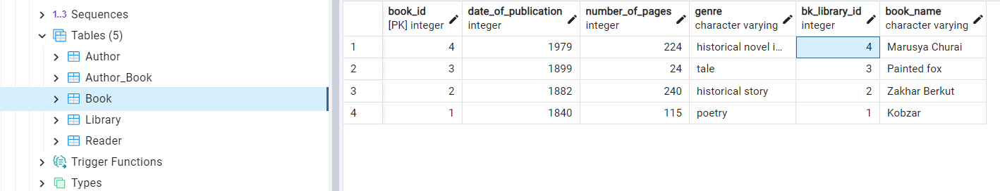 1..3 Sequences
Tables (5)
Author
Author_Book
Book
Library
Reader
Trigger Functions
Types
book_id date_of_publication number_of_pages genre bk_library_id book_name
[PK] integer integer integer character varying integer character varying
1 4 1979 224 historical novel i... 4 Marusya Churai
2 3 1899 24 tale 3 Painted fox
3 2 1882 240 historical story 2 Zakhar Berkut
4 1 1840 115 poetry 1 Kobzar